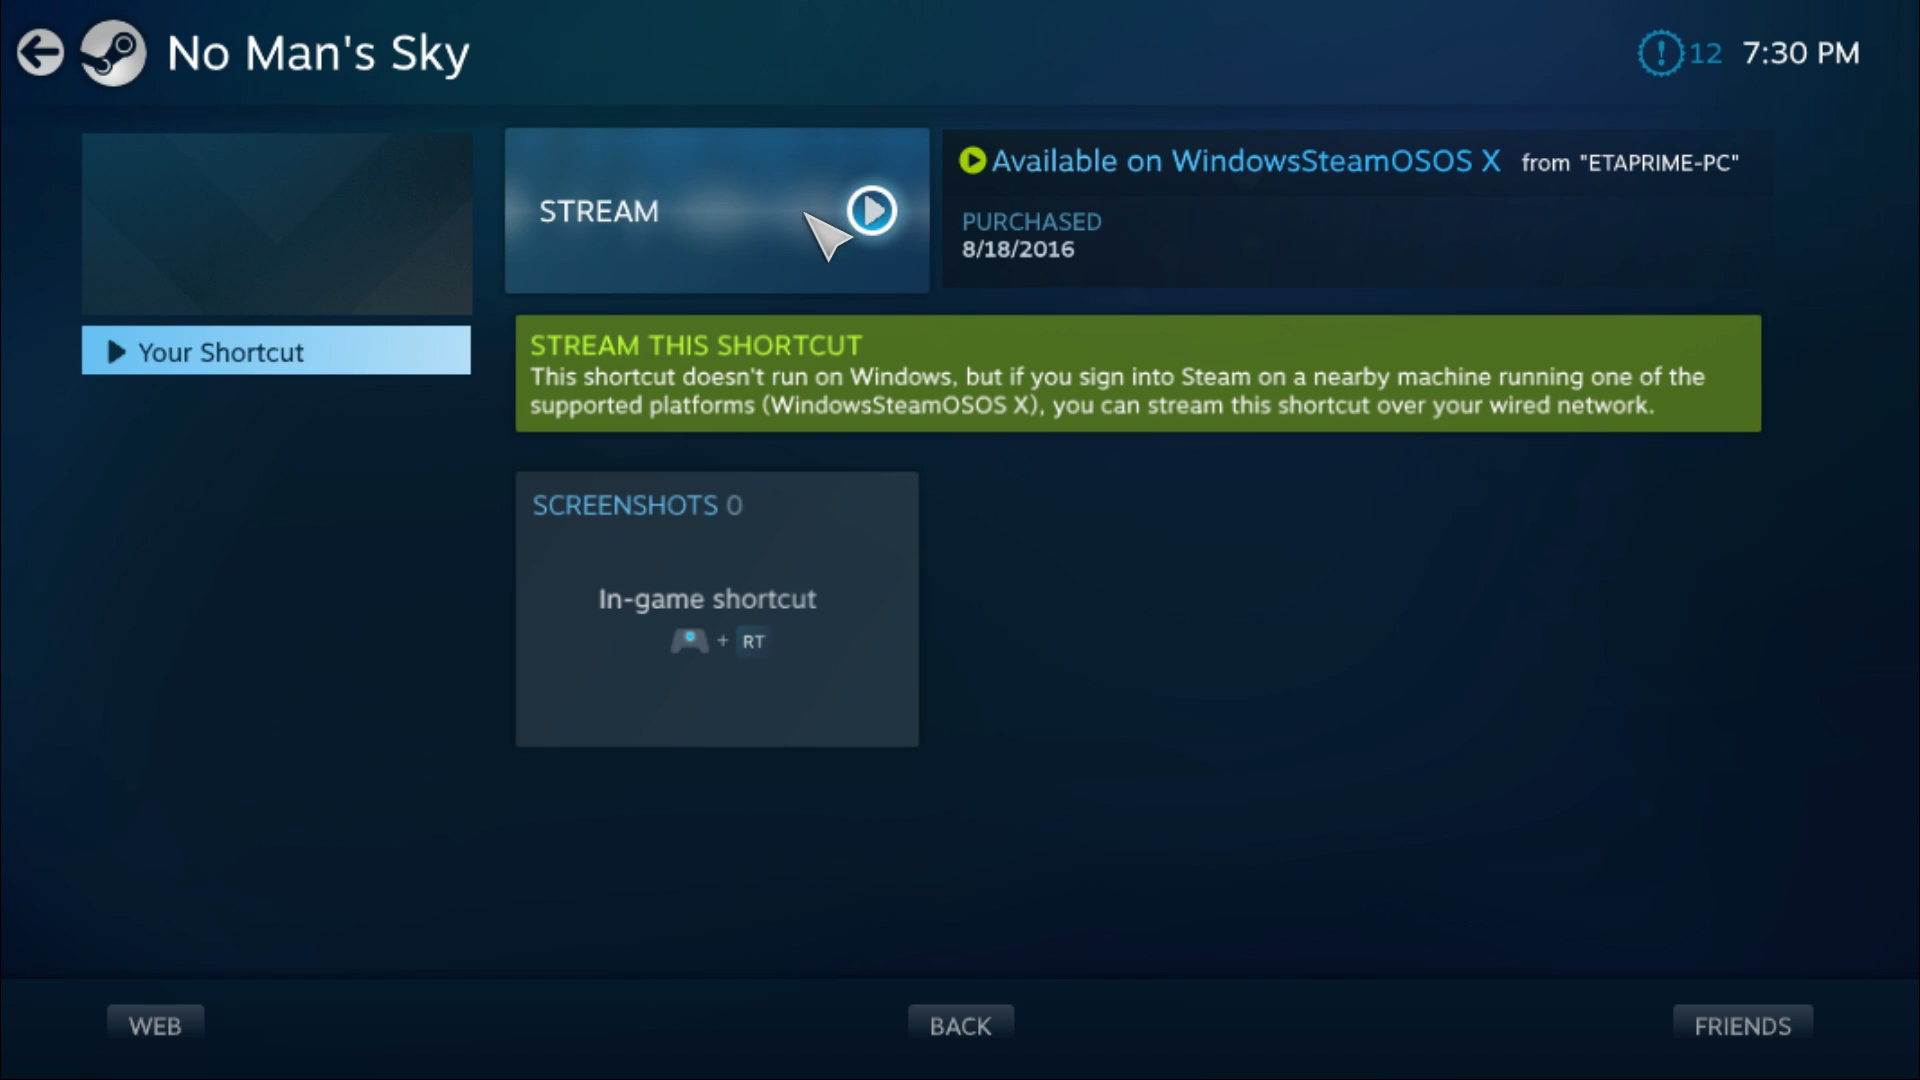 No Man's Sky
12 7:30 PM
STREAM
Available on WindowsSteamOSOS X from "ETAPRIME-PC"
PURCHASED
8/18/2016
Your Shortcut
STREAM THIS SHORTCUT
This shortcut doesn't run on Windows, but if you sign into Steam on a nearby machine running one of the
supported platforms (WindowsSteamOSOS X), you can stream this shortcut over your wired network.
SCREENSHOTS 0
In-game shortcut
+ RT
WEB
BACK
FRIENDS